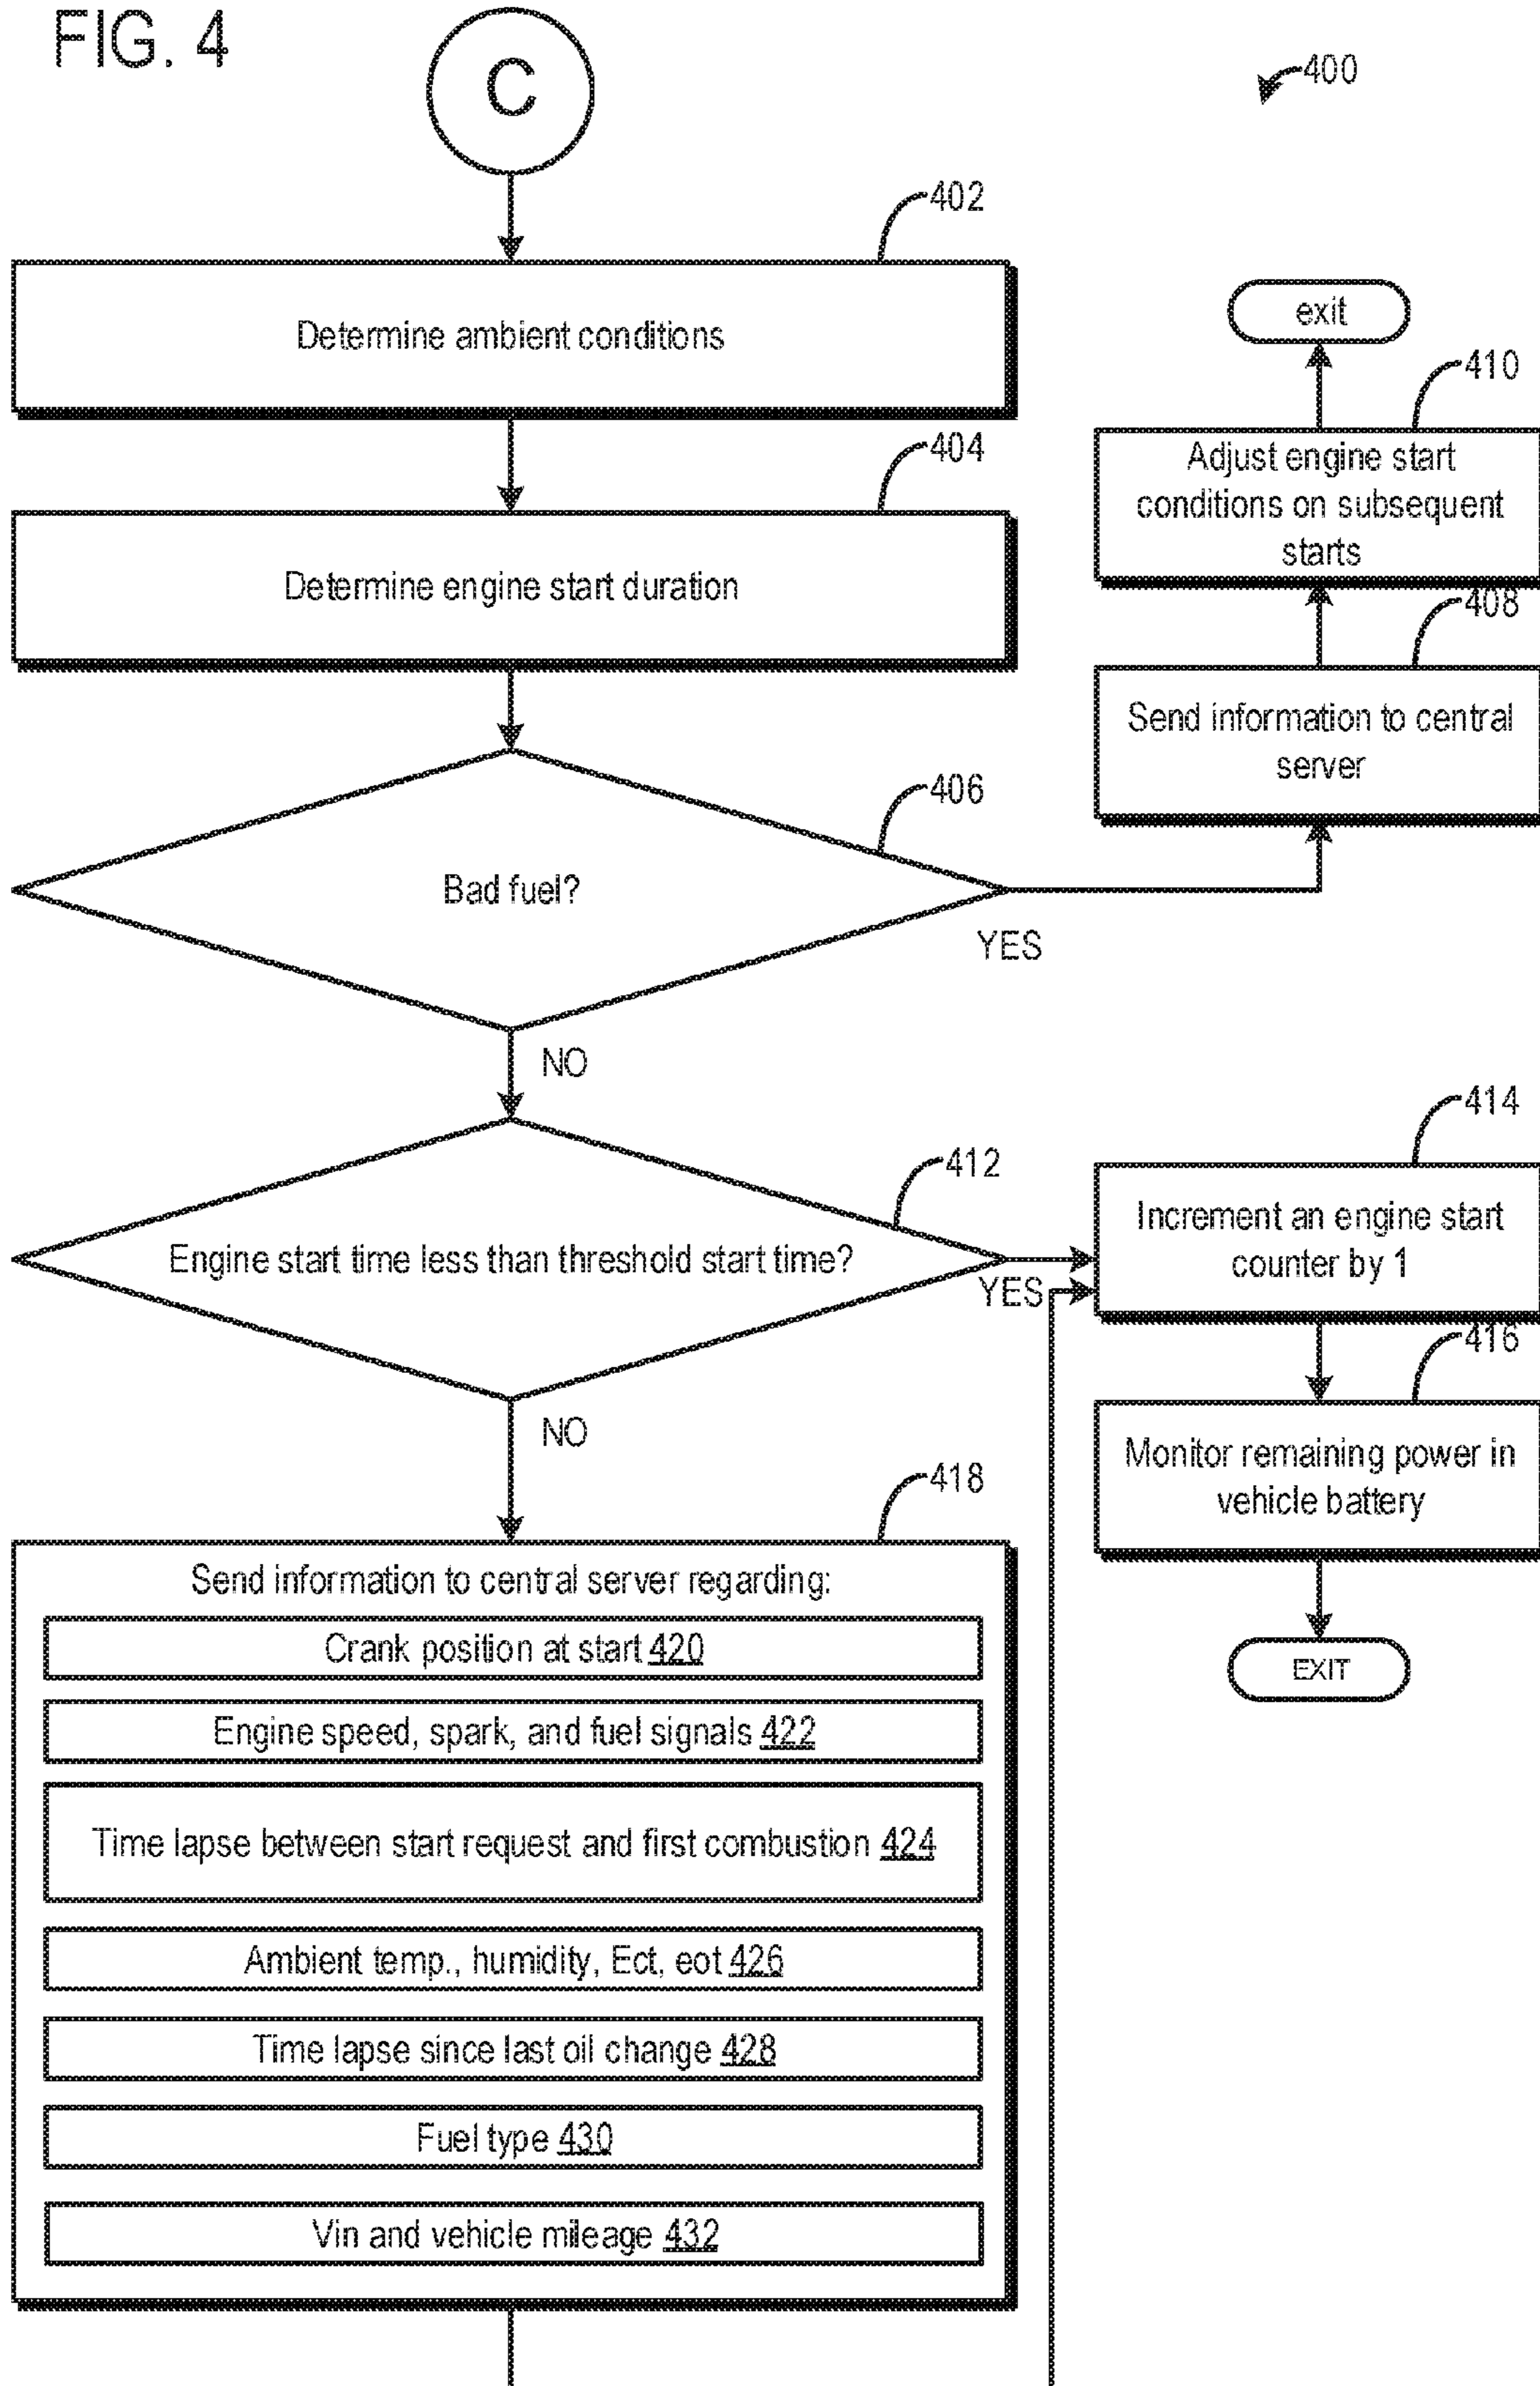 FIG. 4
C
400
402
Determine ambient conditions
404
Determine engine start duration
406
Bad fuel?
YES
NO
exit
410
Adjust engine start
conditions on subsequent
starts
408
Send information to central
server
412
Engine start time less than threshold start time?
YES
NO
414
Increment an engine start
counter by 1
416
Monitor remaining power in
vehicle battery
EXIT
418
Send information to central server regarding:
Crank position at start 420
Engine speed, spark, and fuel signals 422
Time lapse between start request and first combustion 424
Ambient temp., humidity, Ect, eot 426
Time lapse since last oil change 428
Fuel type 430
Vin and vehicle mileage 432